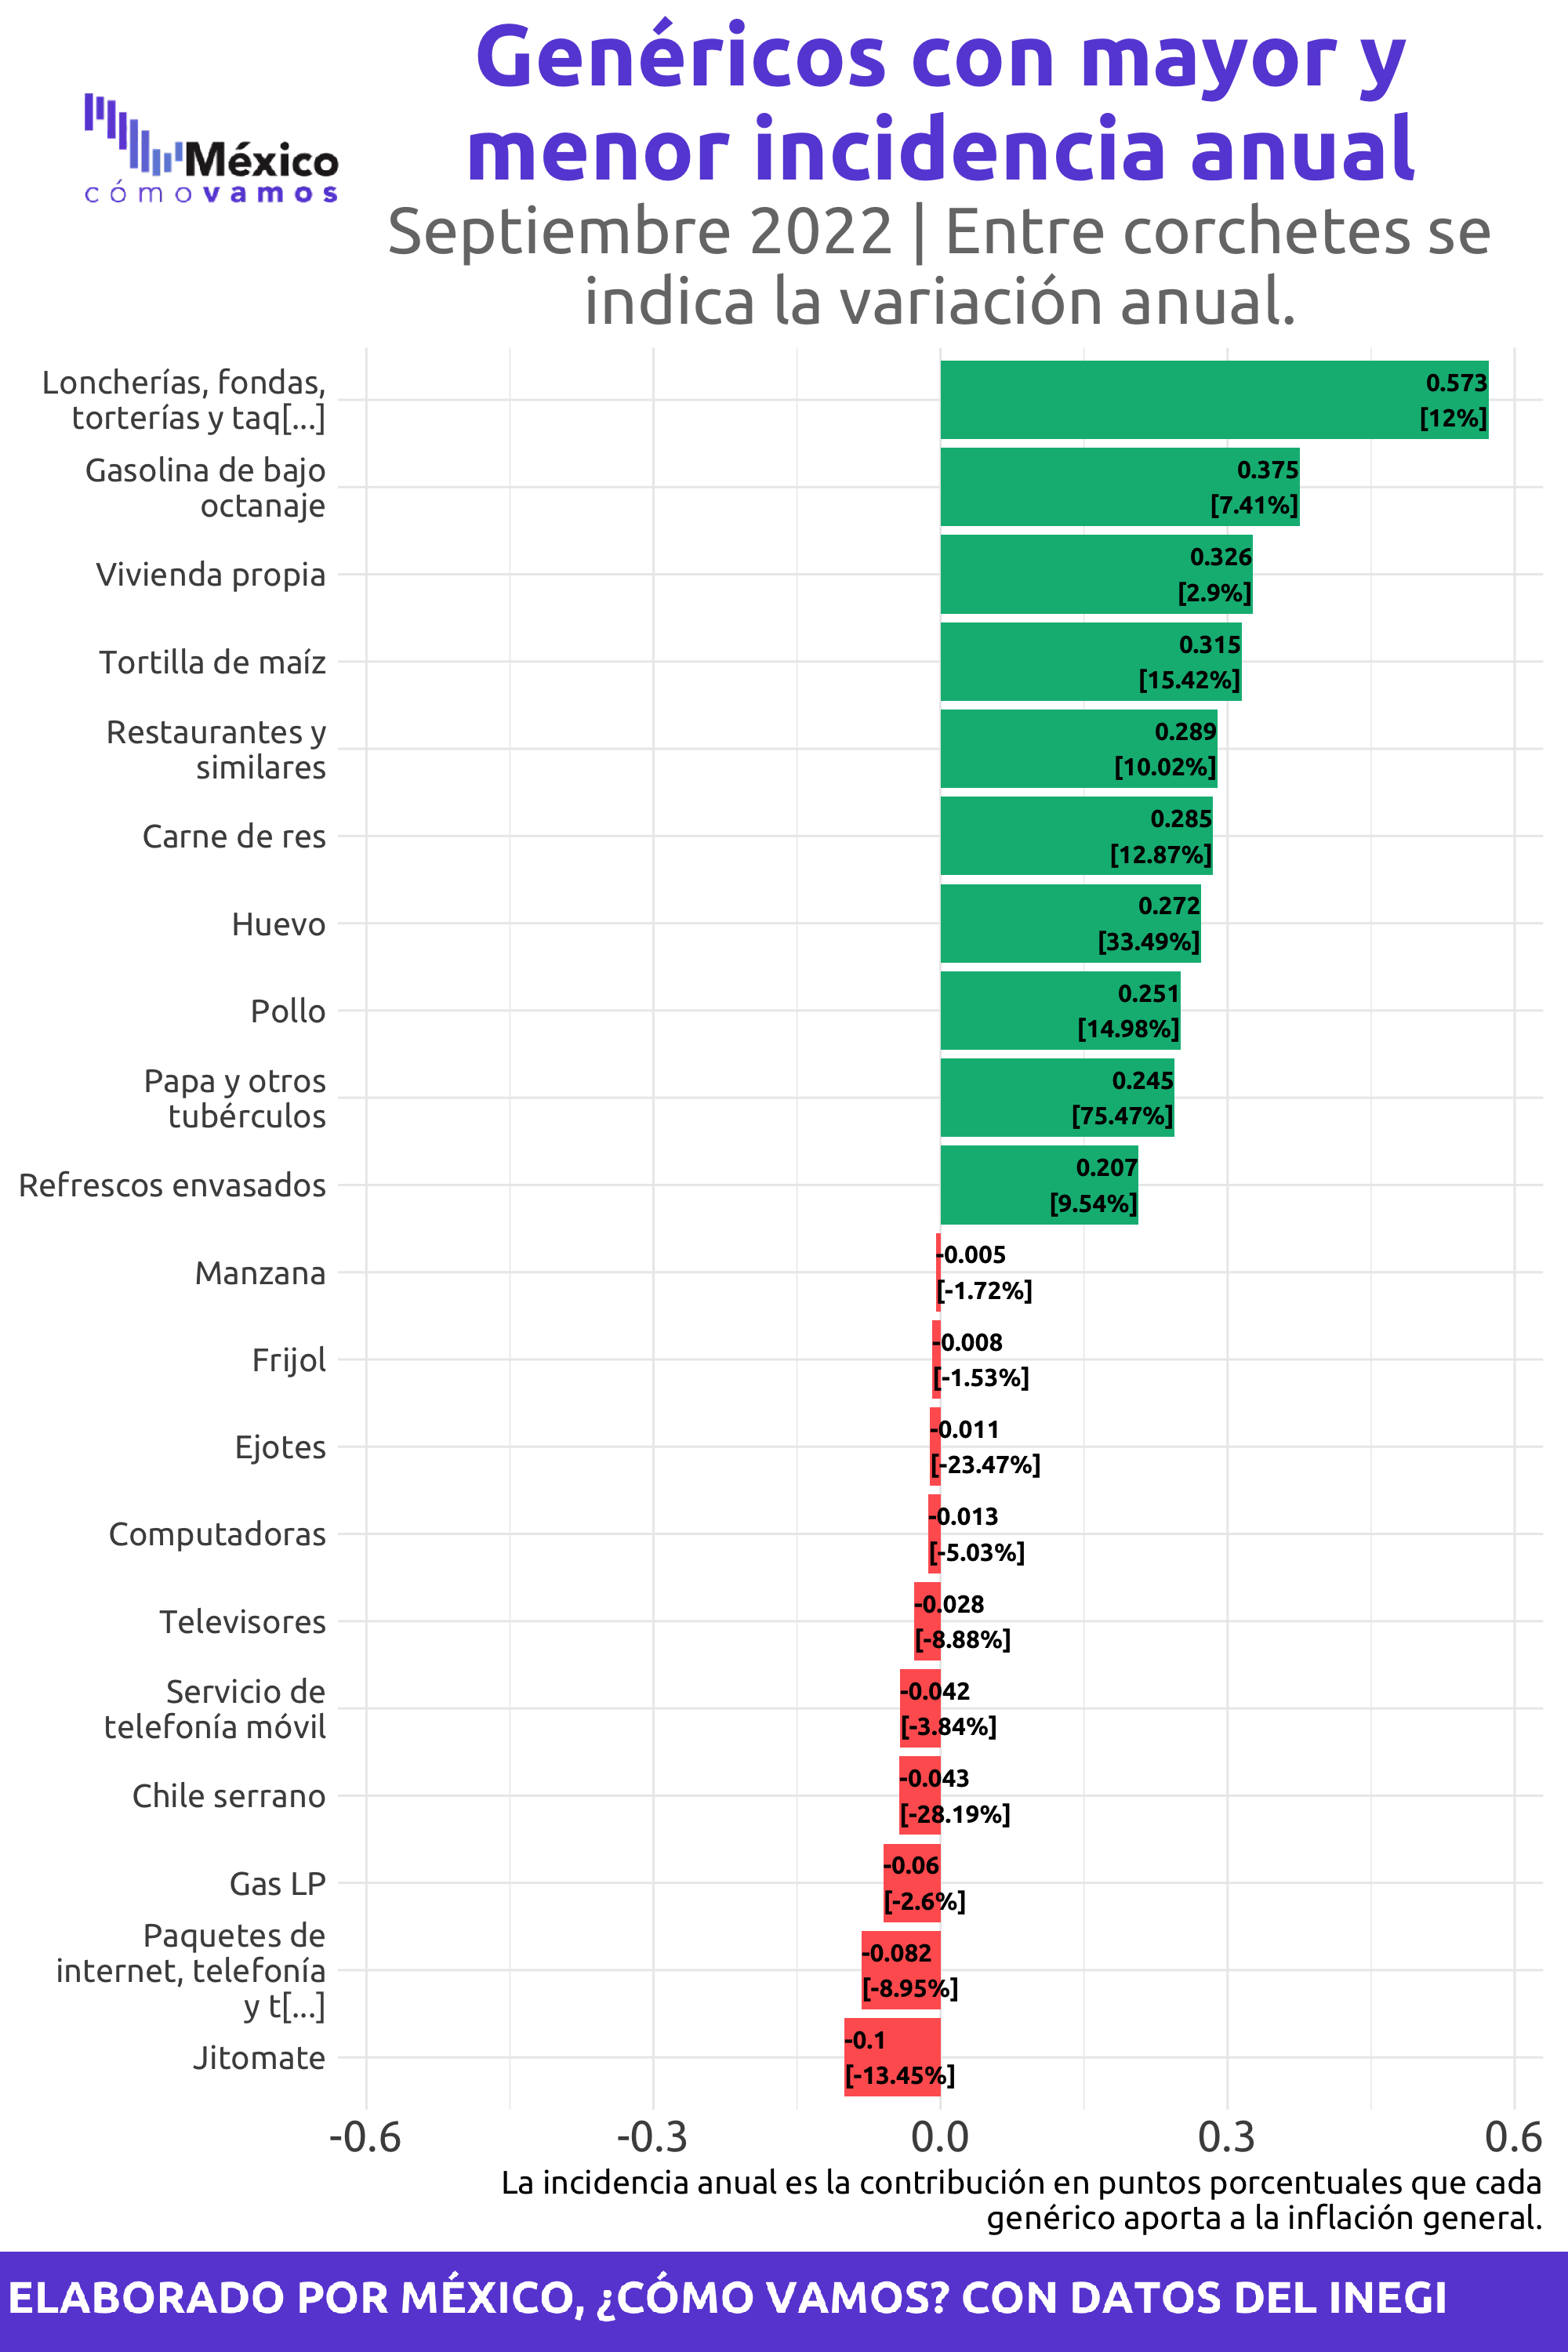 México
cómo vamos
Genéricos con mayor y
menor incidencia anual
Septiembre 2022 | Entre corchetes se
indica la variación anual.
Loncherías, fondas,
torterías y taq[...]
0.573
[12%]
Gasolina de bajo
octanaje
0.375
[7.41%]
Vivienda propia
0.326
[2.9%]
Tortilla de maíz
0.315
[15.42%]
Restaurantes y
similares
0.289
[10.02%]
Carne de res
0.285
[12.87%]
Huevo
0.272
[33.49%]
Pollo
0.251
[14.98%]
Papa y otros
tubérculos
0.245
[75.47%]
Refrescos envasados
0.207
[9.54%]
Manzana
-0.005
[-1.72%]
Frijol
-0.008
[-1.53%]
Ejotes
-0.011
[-23.47%]
Computadoras
-0.013
[-5.03%]
Televisores
-0.028
[-8.88%]
Servicio de
telefonía móvil
-0.042
[-3.84%]
Chile serrano
-0.043
[-28.19%]
Gas LP
-0.06
[-2.6%]
Paquetes de
internet, telefonía
y t[...]
-0.082
[-8.95%]
Jitomate
-0.1
[-13.45%]
-0.6 -0.3 0.0 0.3 0.6
La incidencia anual es la contribución en puntos porcentuales que cada
genérico aporta a la inflación general.
ELABORADO POR MÉXICO, ¿CÓMO VAMOS? CON DATOS DEL INEGI